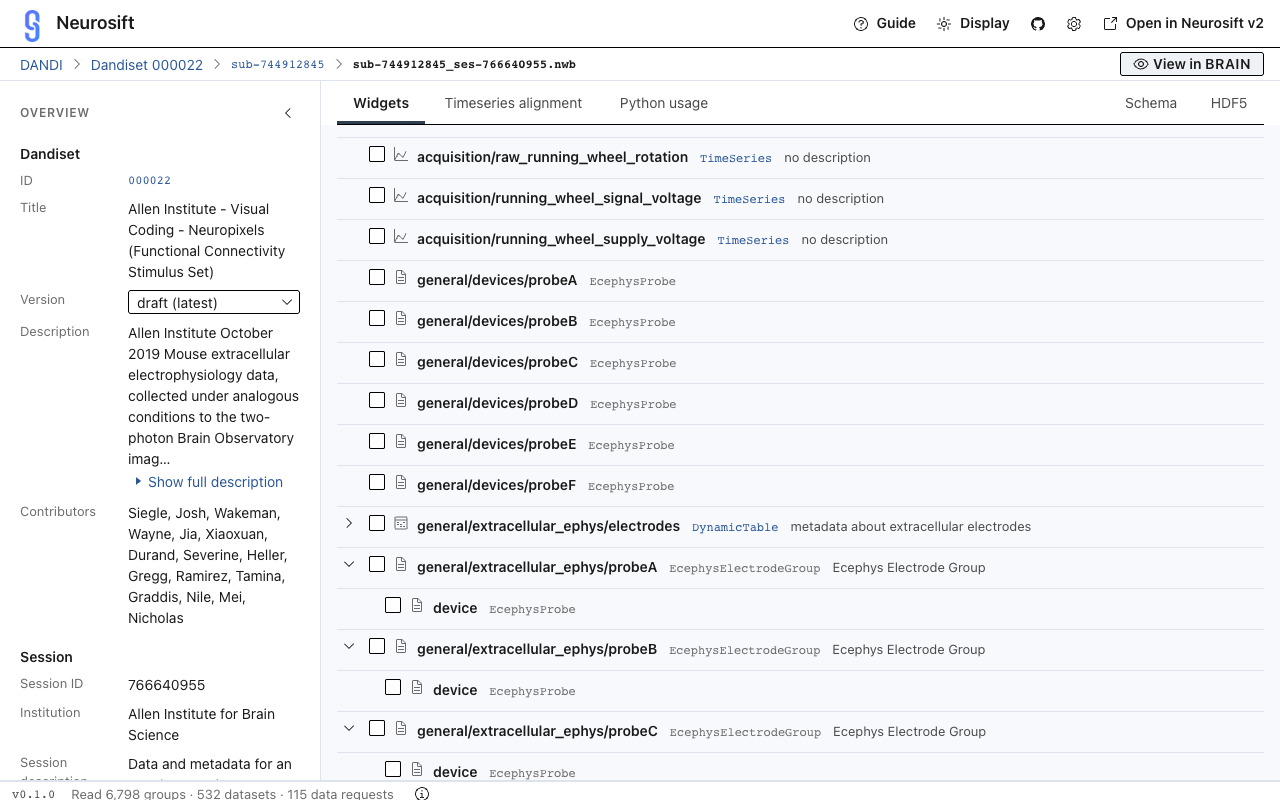 Neurosift
Guide
Display
Open in Neurosift v2
DANDI
Dandiset 000022
sub-744912845
sub-744912845_ses-766640955.nwb
View in BRAIN
OVERVIEW
Dandiset
ID
000022
Title
Allen Institute - Visual
Coding - Neuropixels
(Functional Connectivity
Stimulus Set)
Version
draft (latest)
Description
Allen Institute October
2019 Mouse extracellular
electrophysiology data,
collected under analogous
conditions to the two-
photon Brain Observatory
imag...
Show full description
Contributors
Siegle, Josh, Wakeman,
Wayne, Jia, Xiaoxuan,
Durand, Severine, Heller,
Gregg, Ramirez, Tamina,
Graddis, Nile, Mei,
Nicholas
Session
Session ID
766640955
Institution
Allen Institute for Brain
Science
Session
Data and metadata for an
Widgets
Timeseries alignment
Python usage
Schema
HDF5
acquisition/raw_running_wheel_rotation TimeSeries no description
acquisition/running_wheel_signal_voltage TimeSeries no description
acquisition/running_wheel_supply_voltage TimeSeries no description
general/devices/probeA EcephysProbe
general/devices/probeB EcephysProbe
general/devices/probeC EcephysProbe
general/devices/probeD EcephysProbe
general/devices/probeE EcephysProbe
general/devices/probeF EcephysProbe
general/extracellular_ephys/electrodes DynamicTable metadata about extracellular electrodes
general/extracellular_ephys/probeA EcephysElectrodeGroup Ecephys Electrode Group
device EcephysProbe
general/extracellular_ephys/probeB EcephysElectrodeGroup Ecephys Electrode Group
device EcephysProbe
general/extracellular_ephys/probeC EcephysElectrodeGroup Ecephys Electrode Group
device EcephysProbe
v0.1.0 Read 6,798 groups · 532 datasets · 115 data requests